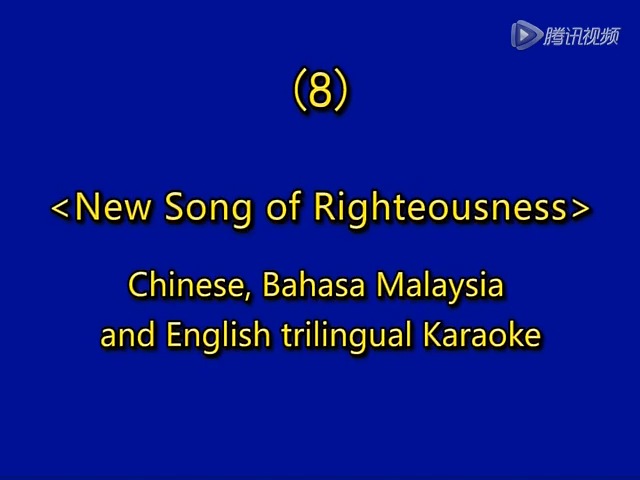 腾讯视频
(8)
<New Song of Righteousness>
Chinese, Bahasa Malaysia
and English trilingual Karaoke